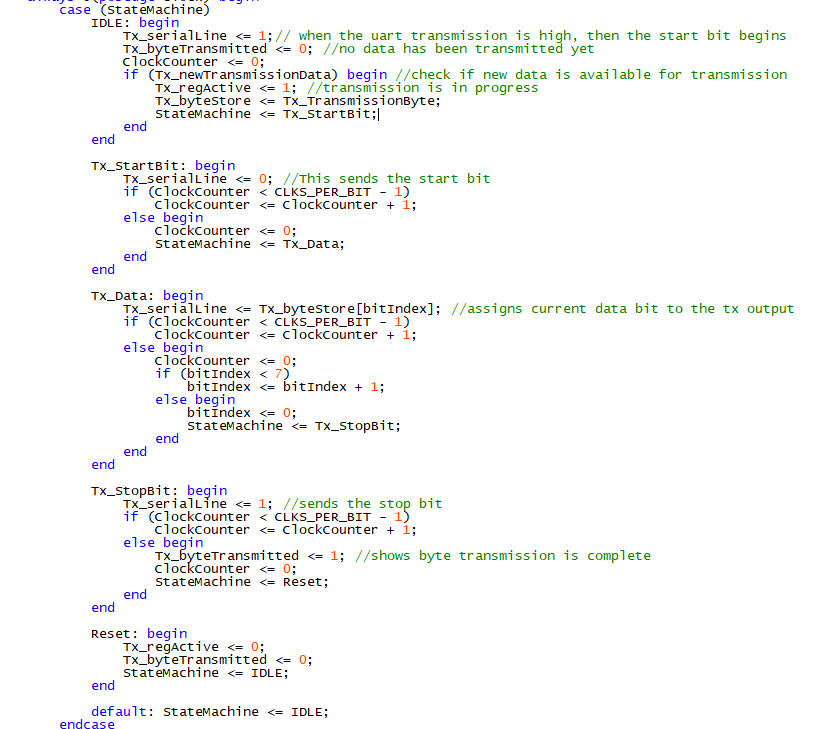 case (StateMachine)
IDLE: begin
Tx_serialLine <= 1;// when the uart transmission is high, then the start bit begins
Tx_byteTransmitted <= 0; //no data has been transmitted yet
ClockCounter <= 0;
if (Tx_newTransmissionData) begin //check if new data is available for transmission
Tx_regActive <= 1; //transmission is in progress
Tx_byteStore <= Tx_TransmissionByte;
StateMachine <= Tx_StartBit;
end
end
Tx_StartBit: begin
Tx_serialLine <= 0; //This sends the start bit
if (ClockCounter < CLKS_PER_BIT - 1)
ClockCounter <= ClockCounter + 1;
else begin
ClockCounter <= 0;
StateMachine <= Tx_Data;
end
end
Tx_Data: begin
Tx_serialLine <= Tx_byteStore[bitIndex]; //assigns current data bit to the tx output
if (ClockCounter < CLKS_PER_BIT - 1)
ClockCounter <= ClockCounter + 1;
else begin
ClockCounter <= 0;
if (bitIndex < 7)
bitIndex <= bitIndex + 1;
else begin
bitIndex <= 0;
StateMachine <= Tx_StopBit;
end
end
end
Tx_StopBit: begin
Tx_serialLine <= 1; //sends the stop bit
if (ClockCounter < CLKS_PER_BIT - 1)
ClockCounter <= ClockCounter + 1;
else begin
Tx_byteTransmitted <= 1; //shows byte transmission is complete
ClockCounter <= 0;
StateMachine <= Reset;
end
end
Reset: begin
Tx_regActive <= 0;
Tx_byteTransmitted <= 0;
StateMachine <= IDLE;
end
default: StateMachine <= IDLE;
endcase